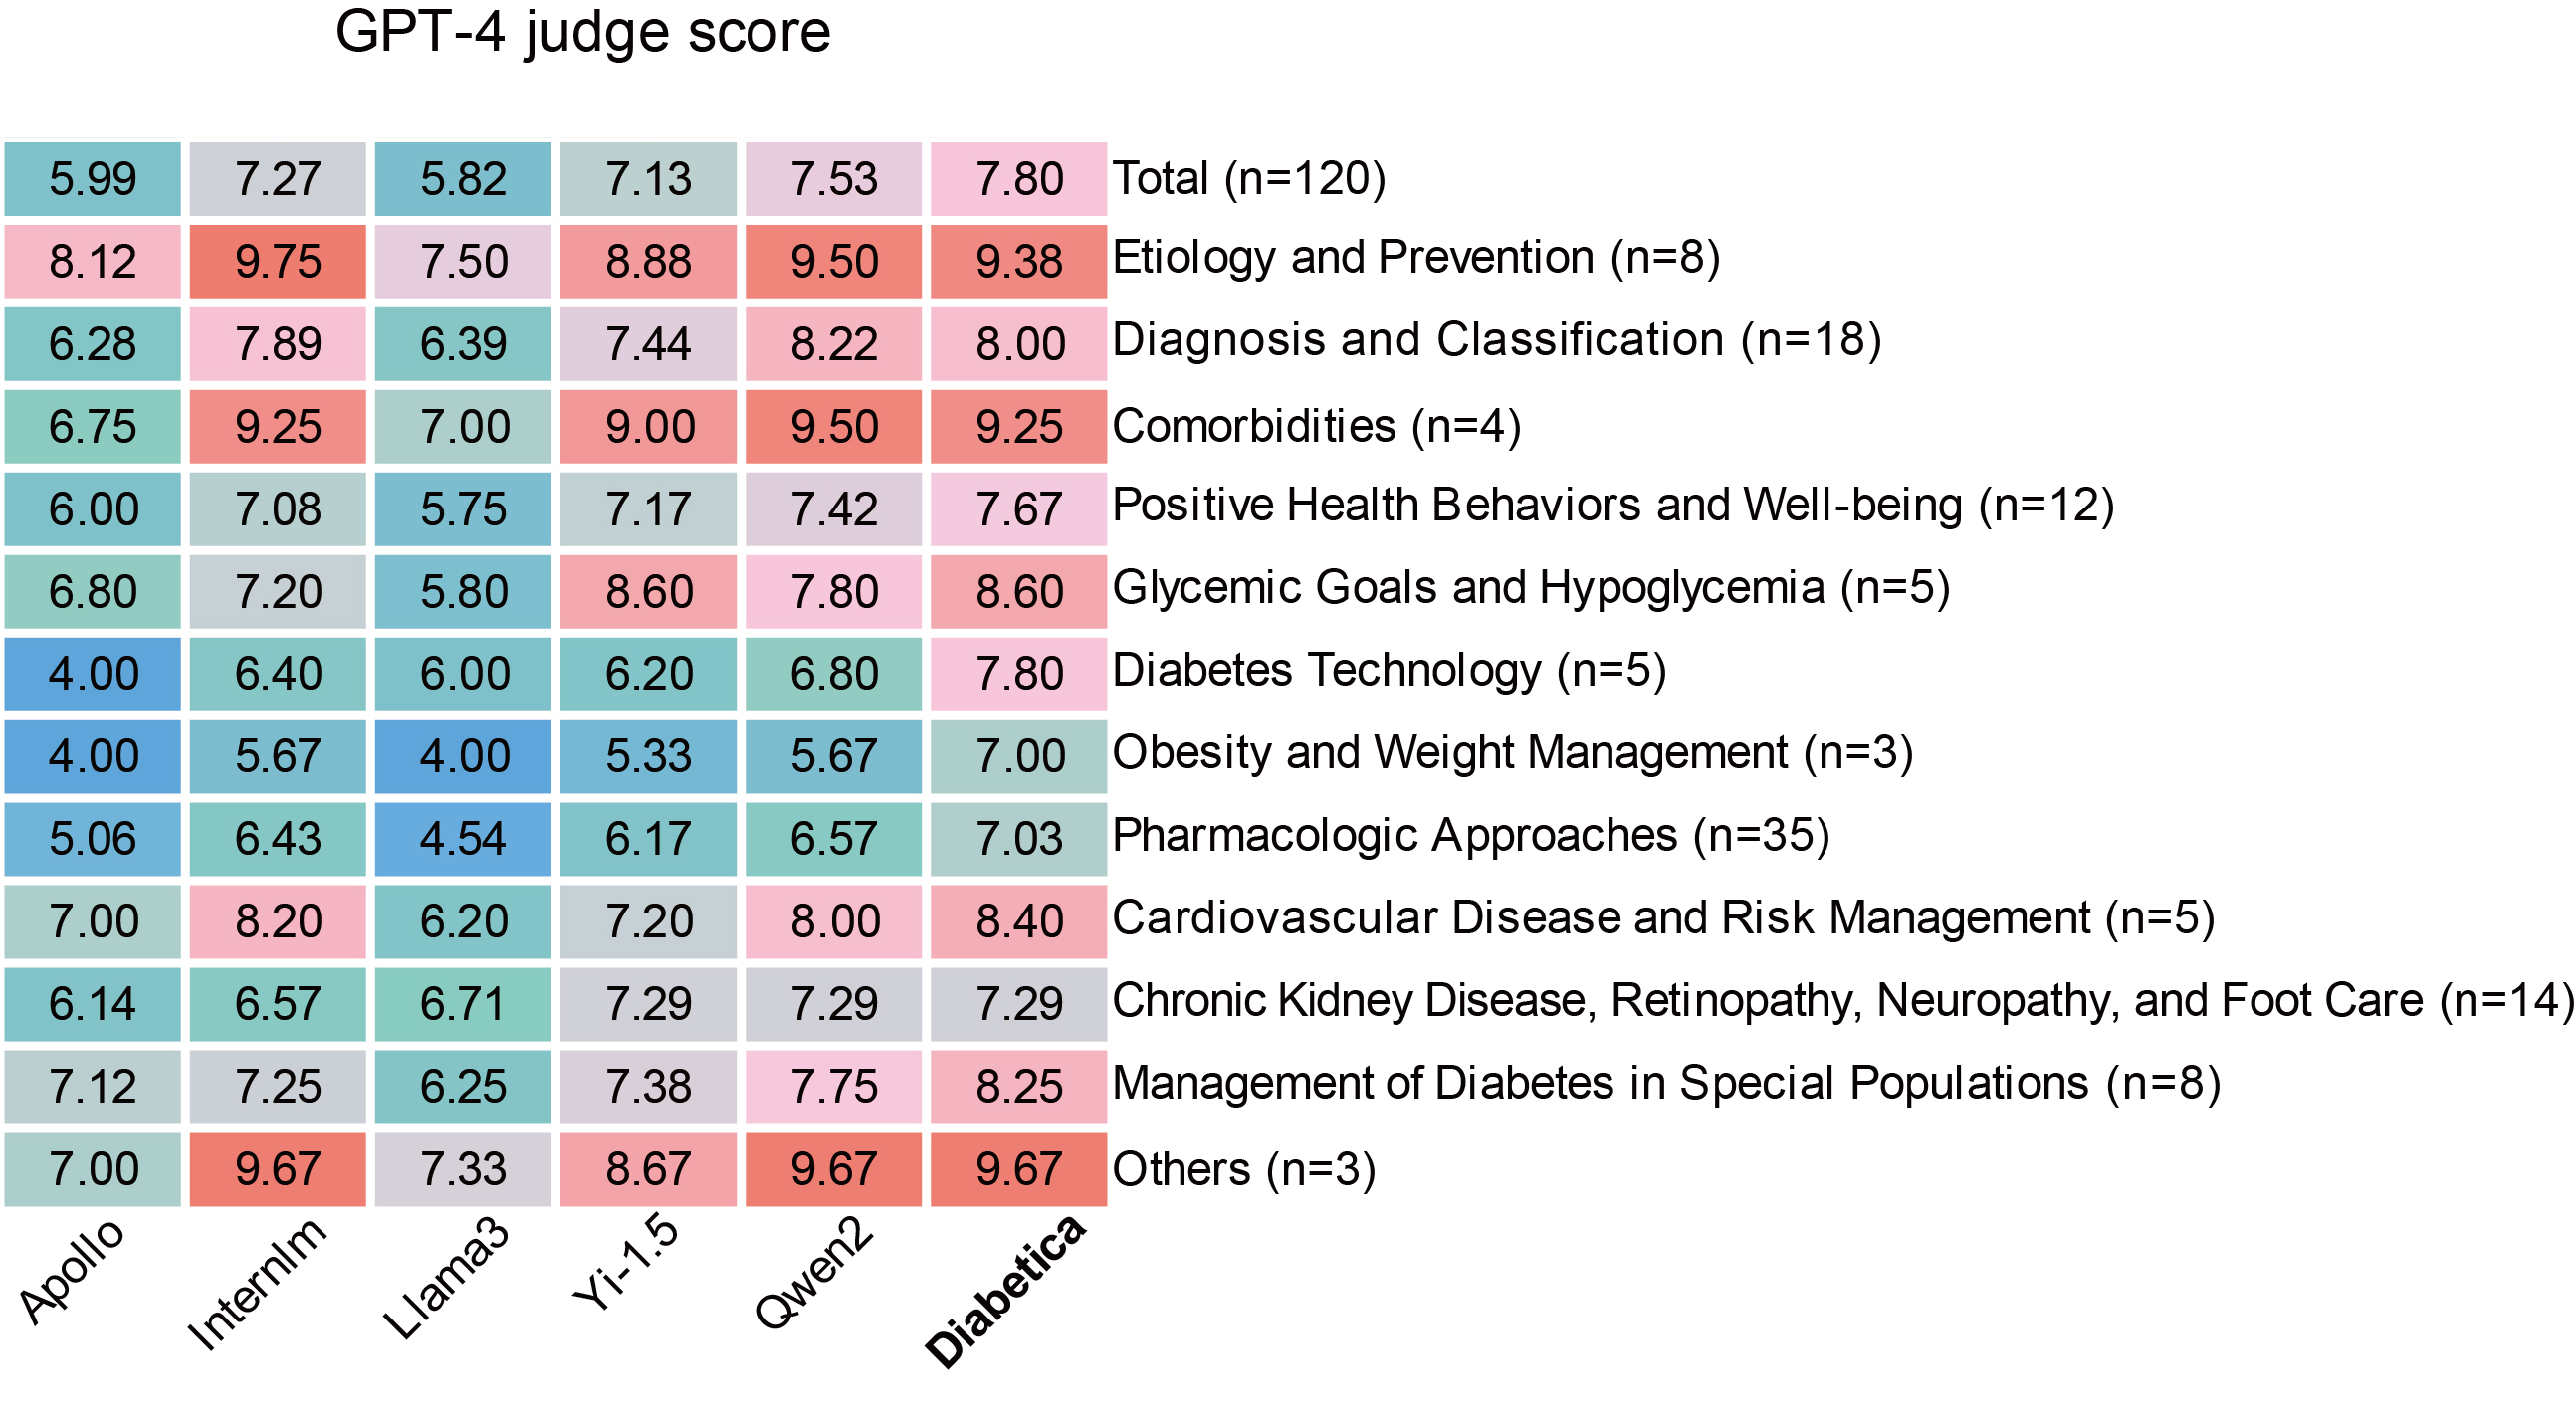 GPT-4 judge score
5.99 7.27 5.82 7.13 7.53 7.80 Total (n=120)
8.12 9.75 7.50 8.88 9.50 9.38 Etiology and Prevention (n=8)
6.28 7.89 6.39 7.44 8.22 8.00 Diagnosis and Classification (n=18)
6.75 9.25 7.00 9.00 9.50 9.25 Comorbidities (n=4)
6.00 7.08 5.75 7.17 7.42 7.67 Positive Health Behaviors and Well-being (n=12)
6.80 7.20 5.80 8.60 7.80 8.60 Glycemic Goals and Hypoglycemia (n=5)
4.00 6.40 6.00 6.20 6.80 7.80 Diabetes Technology (n=5)
4.00 5.67 4.00 5.33 5.67 7.00 Obesity and Weight Management (n=3)
5.06 6.43 4.54 6.17 6.57 7.03 Pharmacologic Approaches (n=35)
7.00 8.20 6.20 7.20 8.00 8.40 Cardiovascular Disease and Risk Management (n=5)
6.14 6.57 6.71 7.29 7.29 7.29 Chronic Kidney Disease, Retinopathy, Neuropathy, and Foot Care (n=14)
7.12 7.25 6.25 7.38 7.75 8.25 Management of Diabetes in Special Populations (n=8)
7.00 9.67 7.33 8.67 9.67 9.67 Others (n=3)
Apollo Internlm Llama3 Yi-1.5 Qwen2 Diabetica